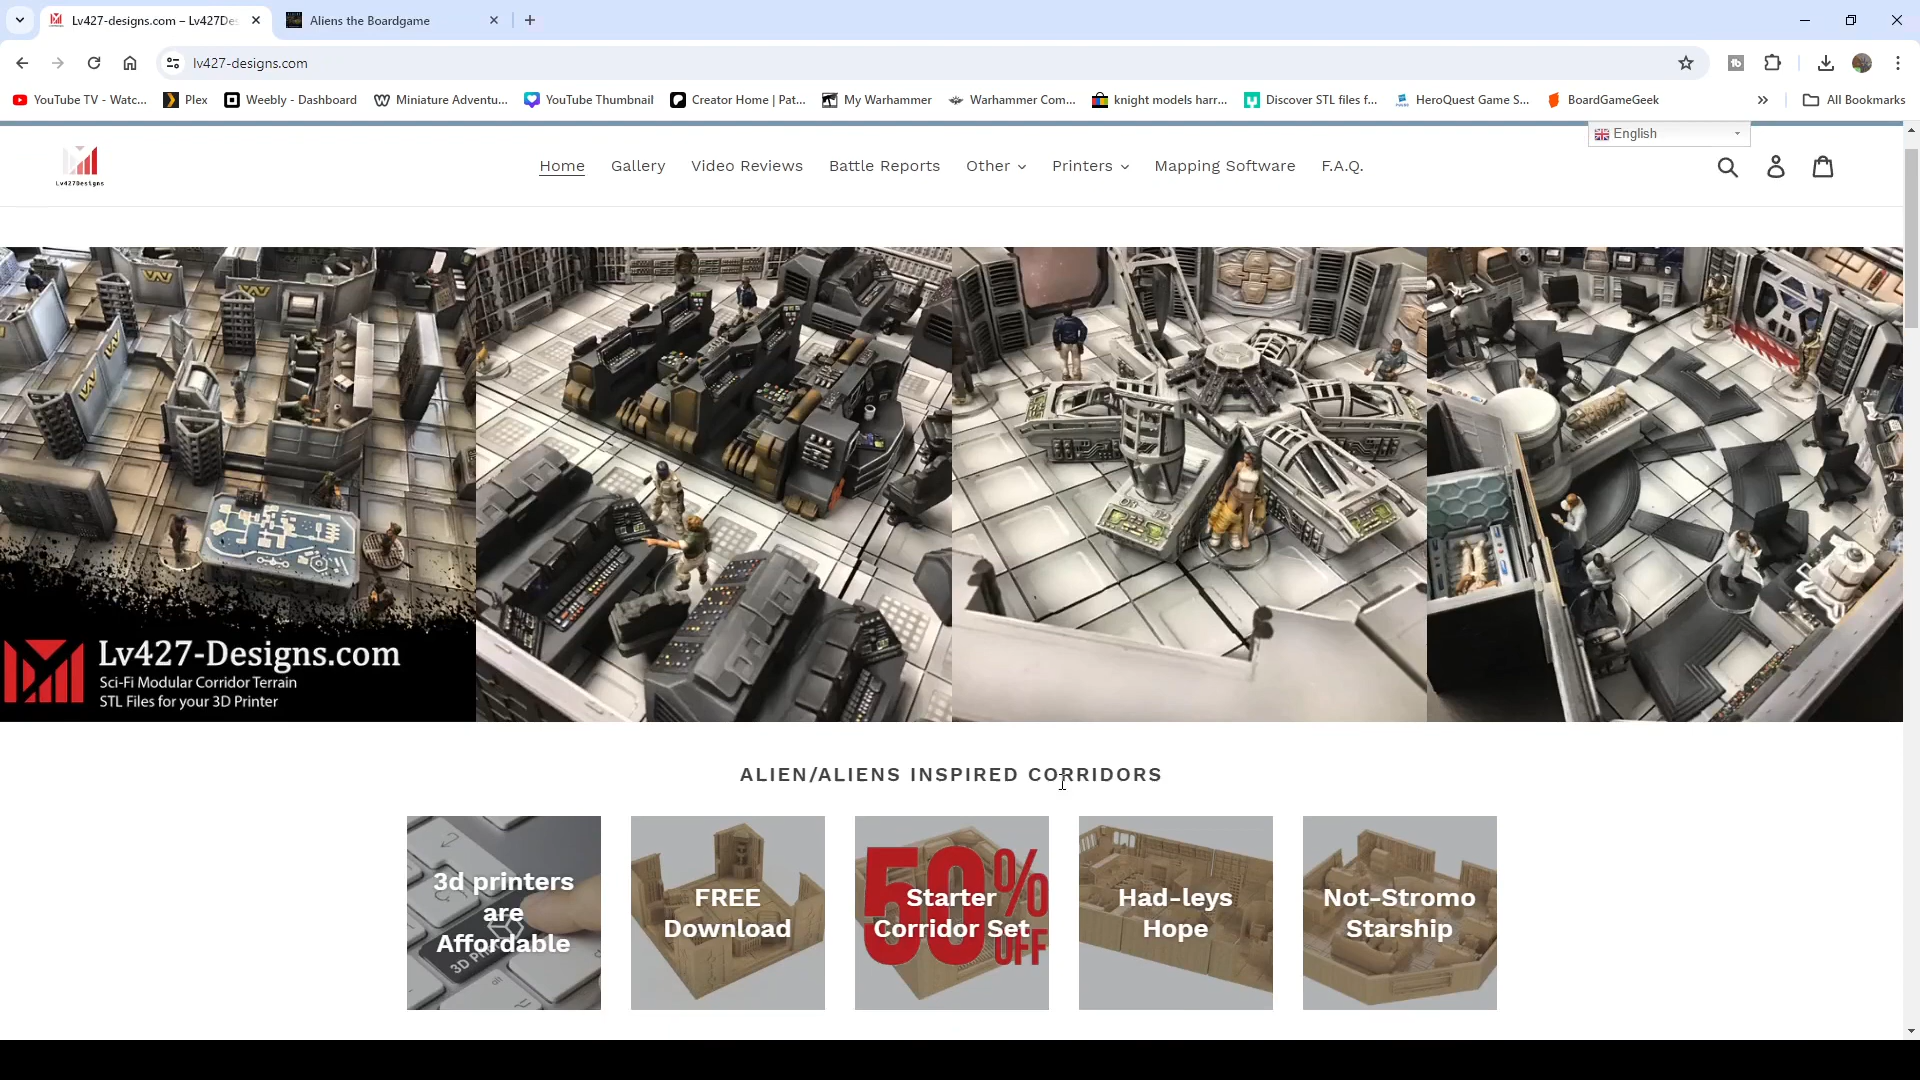 Lv427-designs.com – Lv427De
Aliens the Boardgame
lv427-designs.com
YouTube TV - Watc...
Plex
Weebly - Dashboard
Miniature Adventu...
YouTube Thumbnail
Creator Home | Pat...
My Warhammer
Warhammer Com...
knight models harr...
Discover STL files f...
HeroQuest Game S...
BoardGameGeek
All Bookmarks
English
Lv427Designs
Home
Gallery
Video Reviews
Battle Reports
Other
Printers
Mapping Software
F.A.Q.
Lv427-Designs.com
Sci-Fi Modular Corridor Terrain
STL Files for your 3D Printer
ALIEN/ALIENS INSPIRED CORRIDORS
3d printers
are
Affordable
FREE
Download
50% OFF
Starter
Corridor Set
Had-leys
Hope
Not-Stromo
Starship